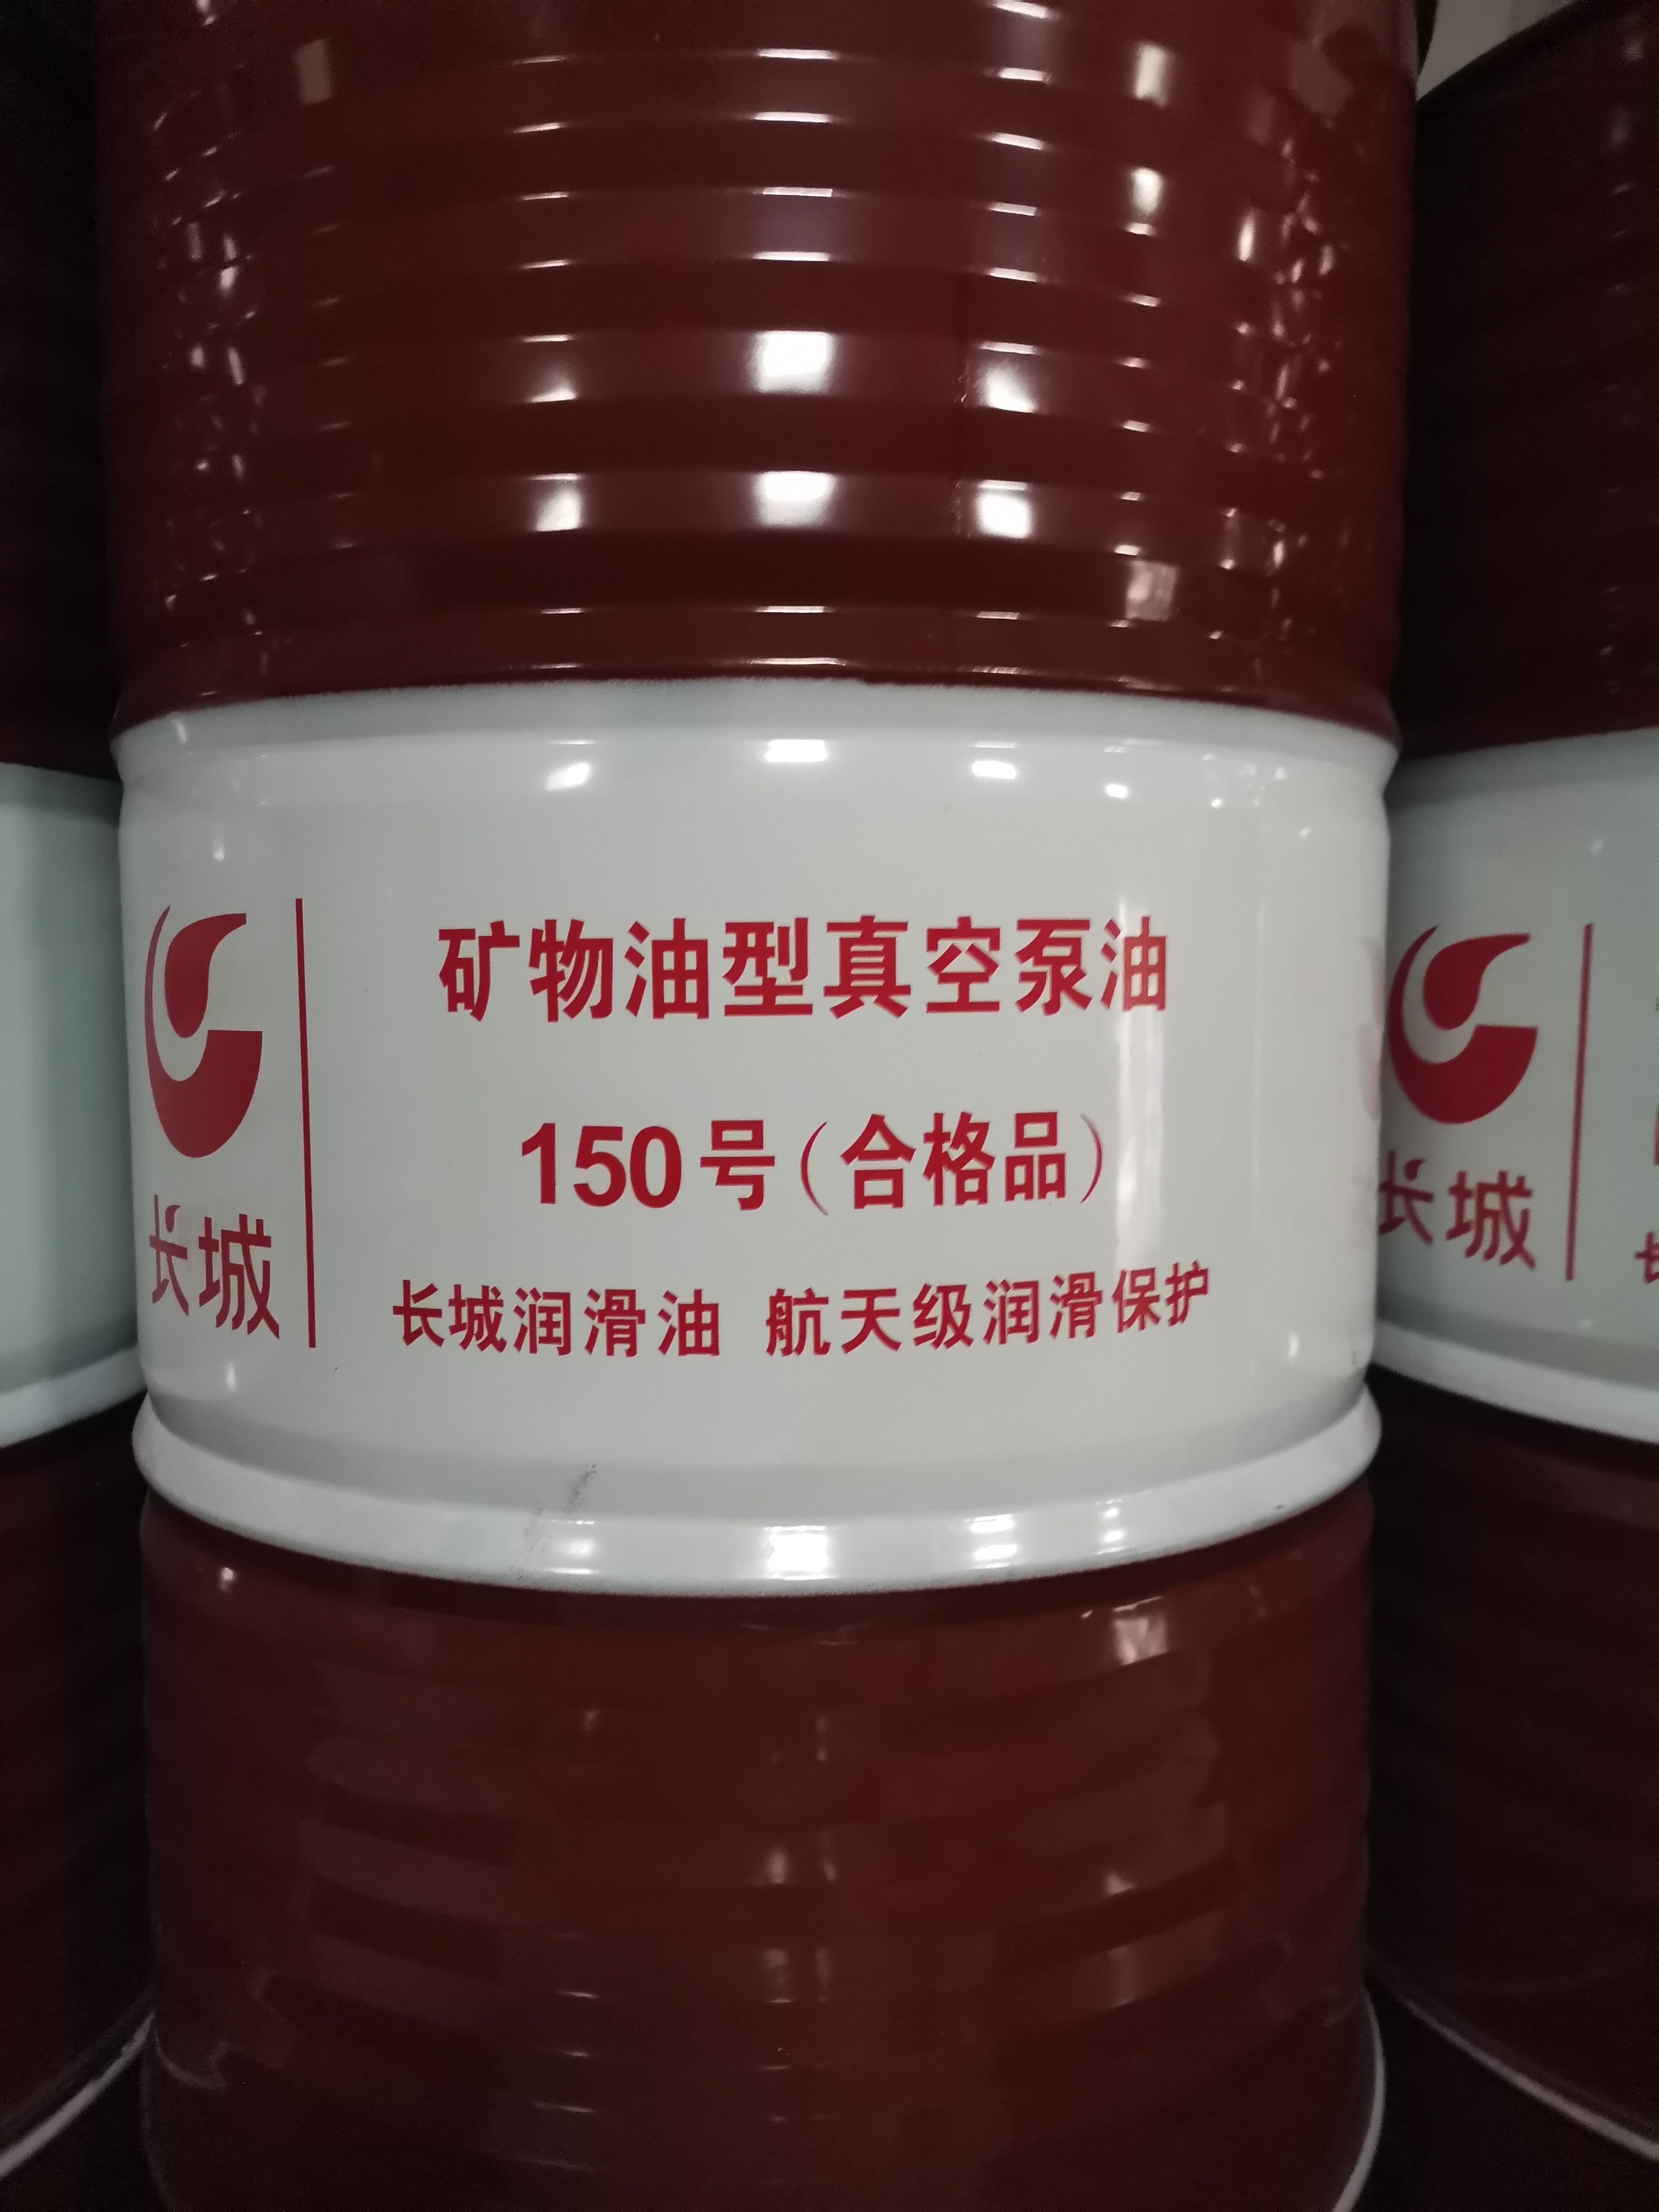 矿物油型真空泵油
150号（合格品）
长城润滑油 航天级润滑保护
长城
长城